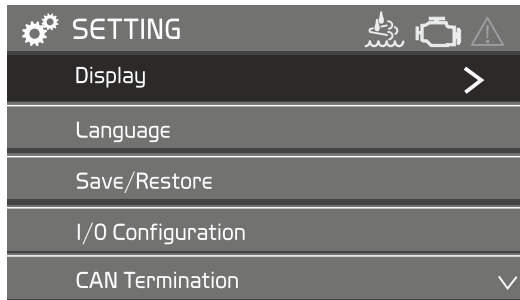 SETTING
Display
Language
Save/Restore
I/O Configuration
CAN Termination